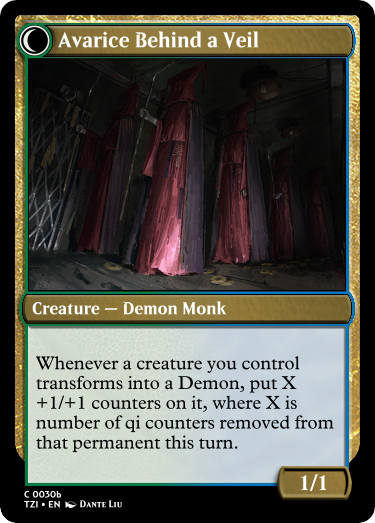 Avarice Behind a Veil
Creature — Demon Monk
Whenever a creature you control
transforms into a Demon, put X
+1/+1 counters on it, where X is
number of qi counters removed from
that permanent this turn.
1/1
C 0030b
TZI • EN Dante Liu